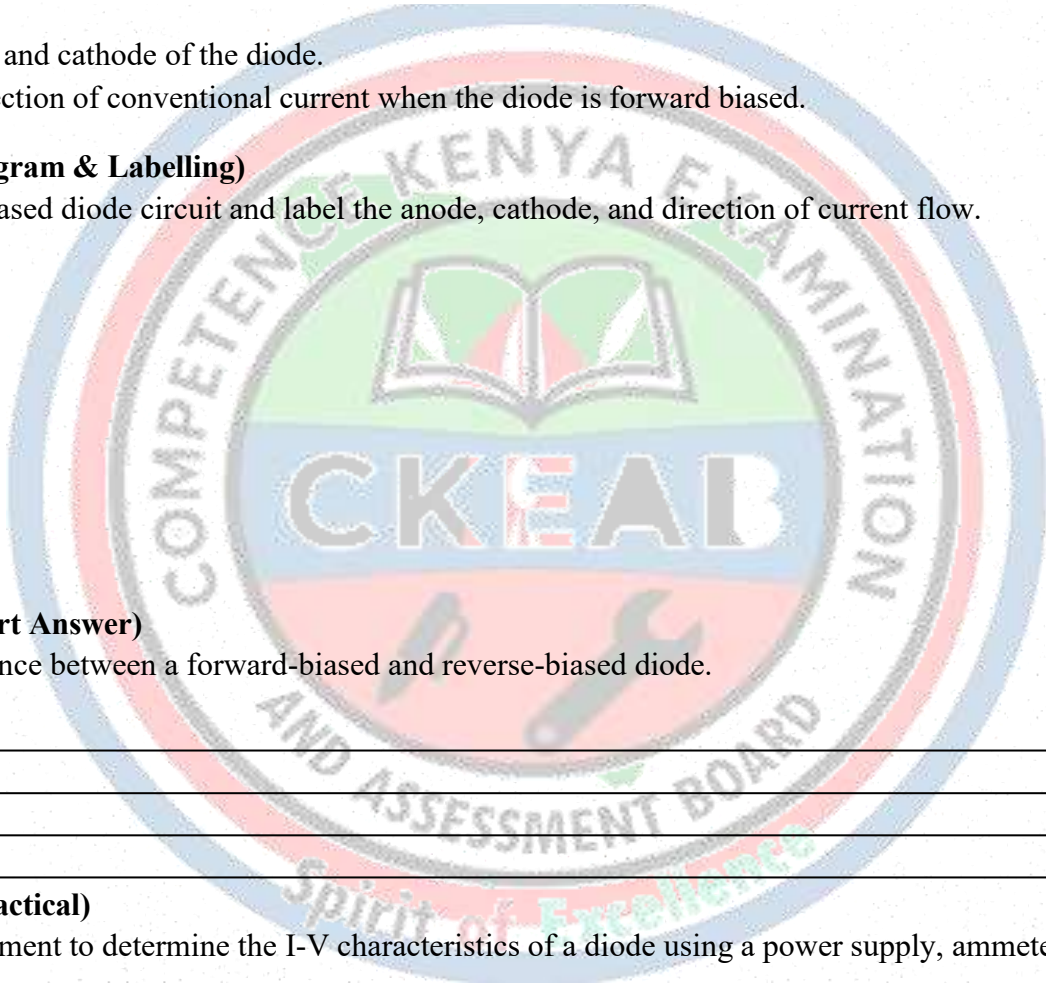 and cathode of the diode.
ection of conventional current when the diode is forward biased.
gram & Labelling)
ased diode circuit and label the anode, cathode, and direction of current flow.
COMPETENCE KENYA EXAMINATION
CKEAB
rt Answer)
nce between a forward-biased and reverse-biased diode.
AND ASSESSMENT BOARD
Spirit of Excellence
actical)
ment to determine the I-V characteristics of a diode using a power supply, ammete